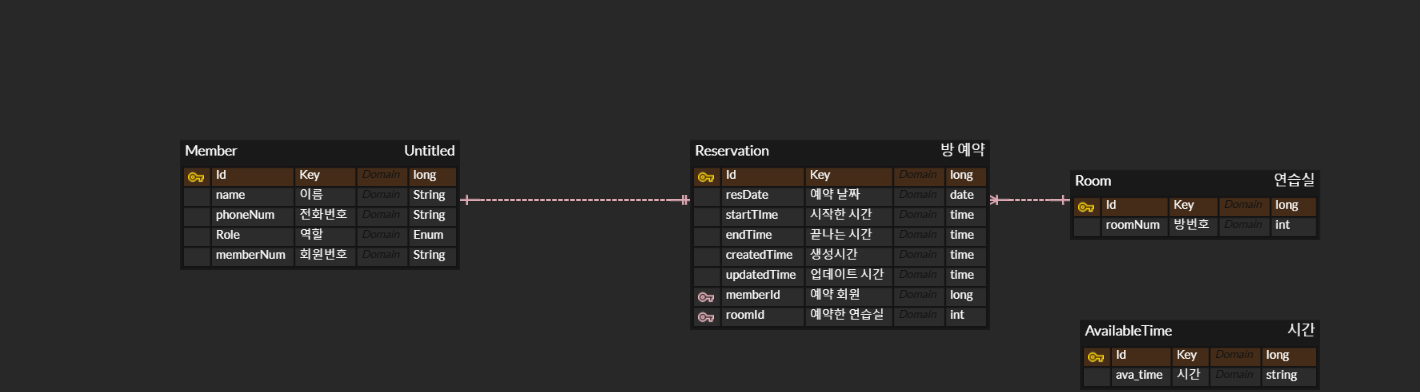 Member Untitled
Id Key Domain long
name 이름 Domain String
phoneNum 전화번호 Domain String
Role 역할 Domain Enum
memberNum 회원번호 Domain String
Reservation 방 예약
Id Key Domain long
resDate 예약 날짜 Domain date
startTIme 시작한 시간 Domain time
endTime 끝나는 시간 Domain time
createdTime 생성시간 Domain time
updatedTime 업데이트 시간 Domain time
memberId 예약 회원 Domain long
roomId 예약한 연습실 Domain int
Room 연습실
Id Key Domain long
roomNum 방번호 Domain int
AvailableTime 시간
Id Key Domain long
ava_time 시간 Domain string